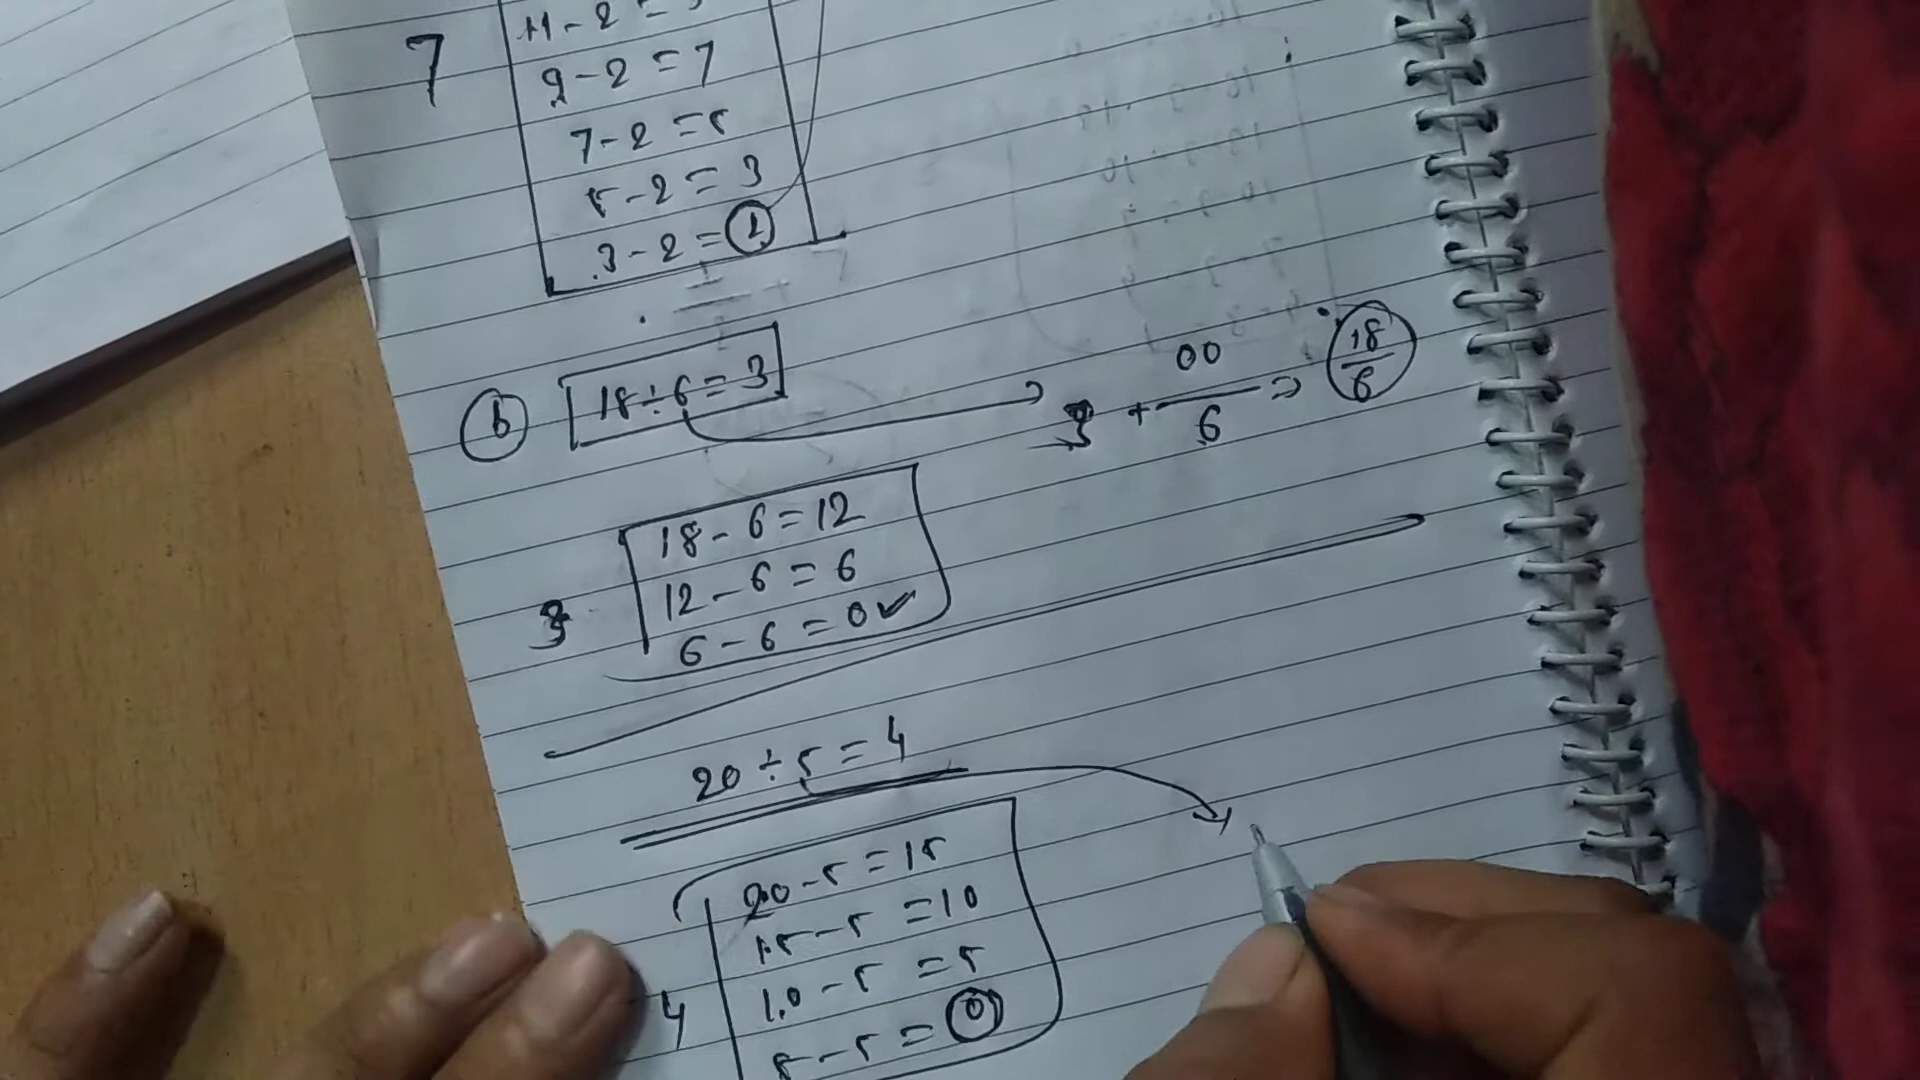 11 - 2 =
7
9 - 2 = 7
7 - 2 = 5
5 - 2 = 3
3 - 2 = 1
b 18 ÷ 6 = 3
3 + 00/6 => 18/6
18 - 6 = 12
12 - 6 = 6
3
6 - 6 = 0 ✓
20 ÷ 5 = 4
20 - 5 = 15
15 - 5 = 10
10 - 5 = 5
4
5 - 5 = 0